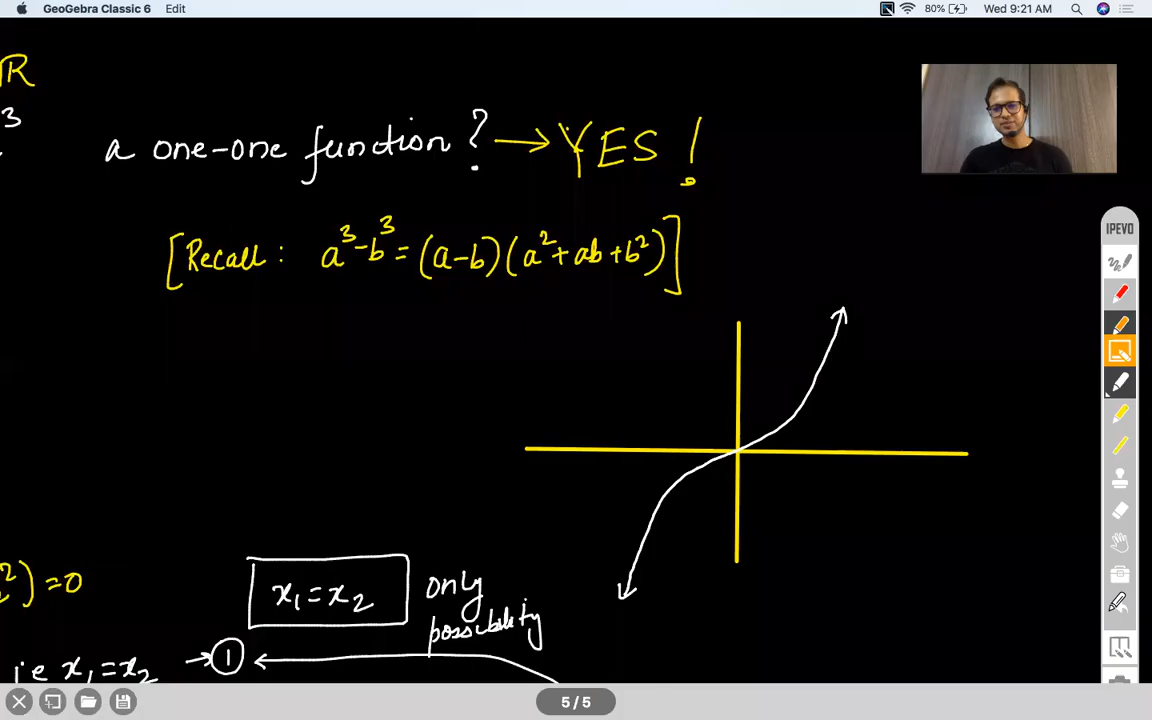 GeoGebra Classic 6 Edit 80% Wed 9:21 AM
R
3
a one-one function? → YES!
[Recall : a³-b³ = (a-b)(a²+ab+b²)]
IPEVO
²) = 0
x₁=x₂ only
possibility
ie x₁=x₂ → ①
5/5